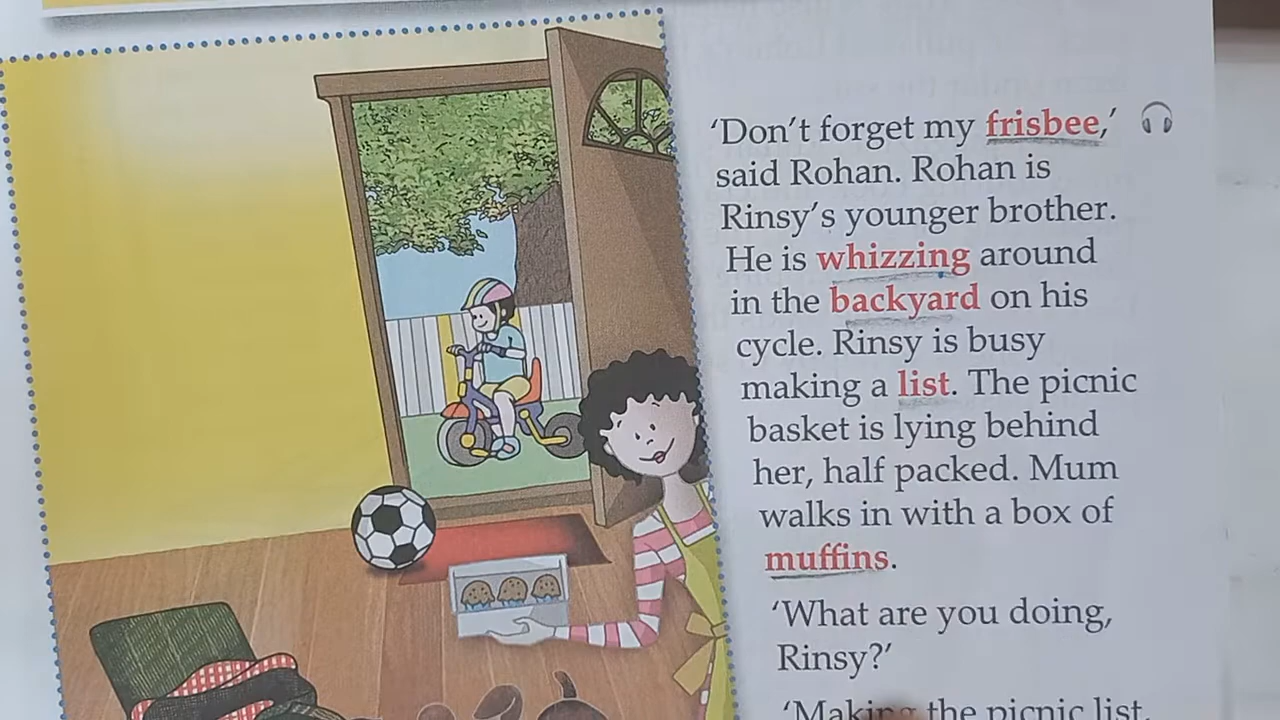 ‘Don’t forget my frisbee,’
said Rohan. Rohan is
Rinsy’s younger brother.
He is whizzing around
in the backyard on his
cycle. Rinsy is busy
making a list. The picnic
basket is lying behind
her, half packed. Mum
walks in with a box of
muffins.
‘What are you doing,
Rinsy?’
‘Making the picnic list,